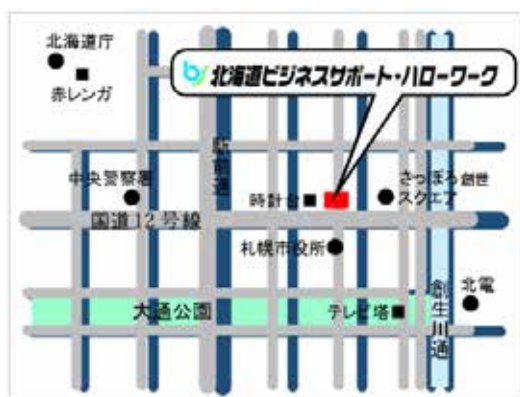 北海道庁
赤レンガ
北海道ビジネスサポート・ハローワーク
駅前通
中央警察署
時計台
さっぽろ創世
スクエア
国道12号線
札幌市役所
大通公園
テレビ塔
創生川通
北電